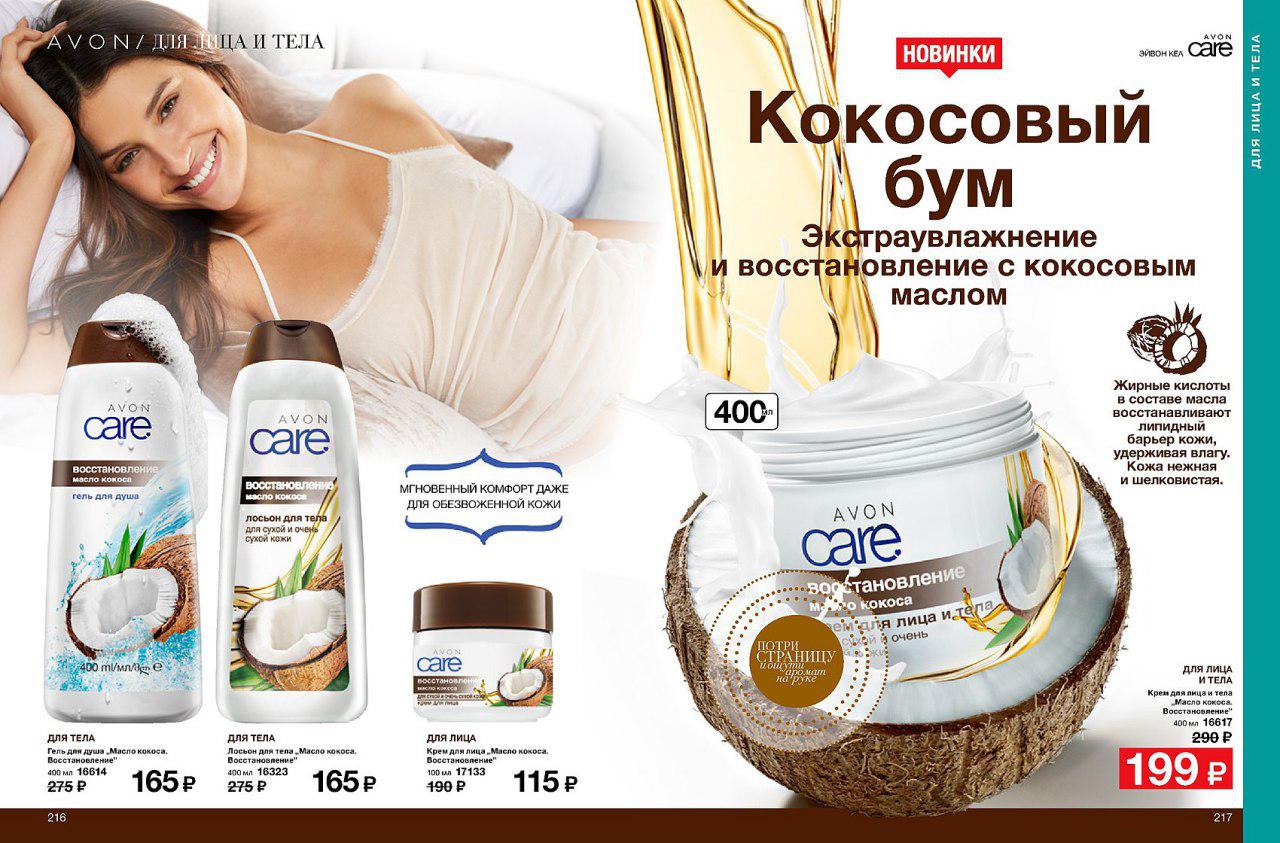 AVON / ДЛЯ ЛИЦА И ТЕЛА
AVON
care
ВОССТАНОВЛЕНИЕ
МАСЛО КОКОСА
гель для душа
400 ml/мл/
AVON
care
ВОССТАНОВЛЕНИЕ
МАСЛО КОКОСА
лосьон для тела
для сухой и очень
сухой кожи
МГНОВЕННЫЙ КОМФОРТ ДАЖЕ
ДЛЯ ОБЕЗВОЖЕННОЙ КОЖИ
AVON
care
ВОССТАНОВЛЕНИЕ
МАСЛО КОКОСА
ДЛЯ СУХОЙ И ОЧЕНЬ СУХОЙ КОЖИ
крем для лица
ДЛЯ ТЕЛА
Гель для душа „Масло кокоса.
Восстановление"
400 мл 16614
275 ₽
165 ₽
ДЛЯ ТЕЛА
Лосьон для тела „Масло кокоса.
Восстановление"
400 мл 16323
275 ₽
165 ₽
ДЛЯ ЛИЦА
Крем для лица „Масло кокоса.
Восстановление"
100 мл 17133
190 ₽
115 ₽
216
НОВИНКИ
ЭЙВОН КЕА
AVON
care
ДЛЯ ЛИЦА И ТЕЛА
Кокосовый
бум
Экстраувлажнение
и восстановление с кокосовым
маслом
Жирные кислоты
в составе масла
восстанавливают
липидный
барьер кожи,
удерживая влагу.
Кожа нежная
и шелковистая.
400 мл
AVON
care
восстановление
масло кокоса
для лица и тела
и очень
ПОТРИ
СТРАНИЦУ
и ощути
аромат
на руке
ДЛЯ ЛИЦА
И ТЕЛА
Крем для лица и тела
„Масло кокоса.
Восстановление"
400 мл 16617
290 ₽
199 ₽
217